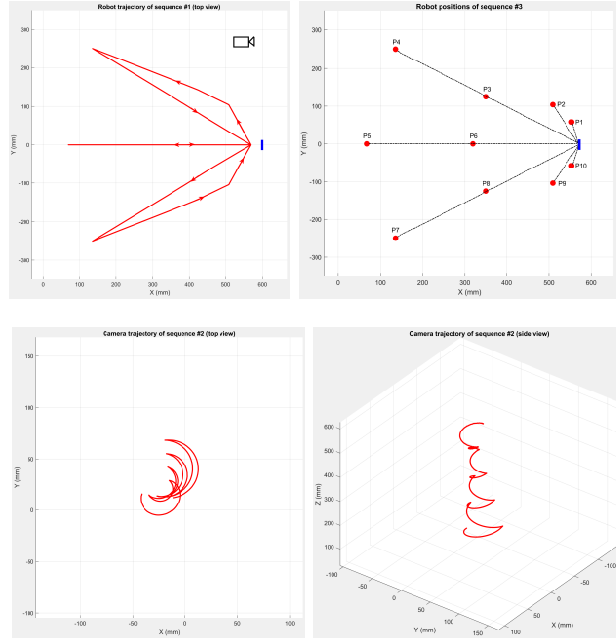 Robot trajectory of sequence #1 (top view)
300
200
100
0
-100
-200
-300
Y (mm)
0 100 200 300 400 500 600
X (mm)
Robot positions of sequence #3
300
200
100
0
-100
-200
-300
Y (mm)
P4
P3
P2
P1
P5
P6
P10
P8
P9
P7
0 100 200 300 400 500 600
X (mm)
Camera trajectory of sequence #2 (top view)
150
100
50
0
-50
-100
Y (mm)
-100 -50 0 50 100
X (mm)
Camera trajectory of sequence #2 (side view)
600
500
400
300
200
100
Z (mm)
-100
-50
0
50
100
150
Y (mm)
100
50
0
-50
-100
X (mm)